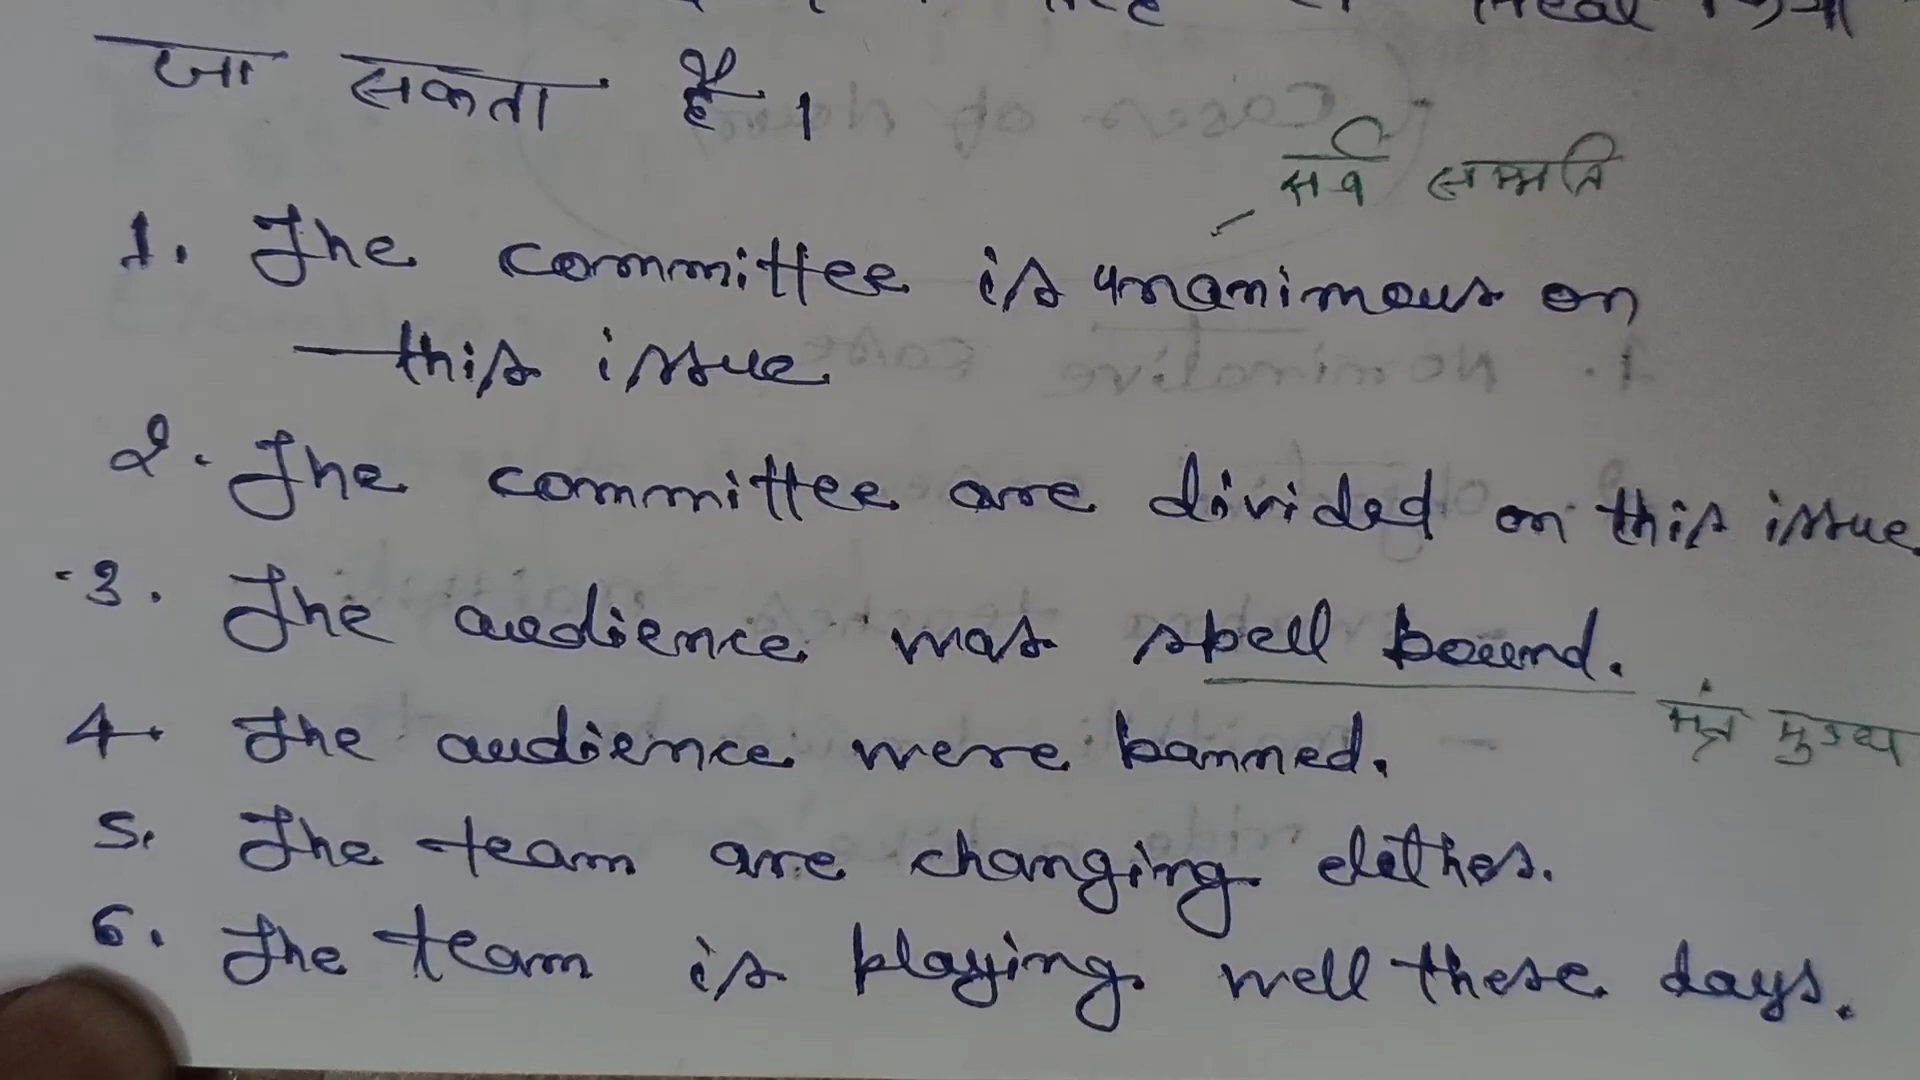 जा सकता है।
सर्व सम्मति
1. The committee is unanimous on
this issue
2. The committee are divided on this issue
3. The audience was spell bound.
मंत्र मुग्ध
4. The audience were banned.
5. The team are changing clothes.
6. The team is playing well these days.